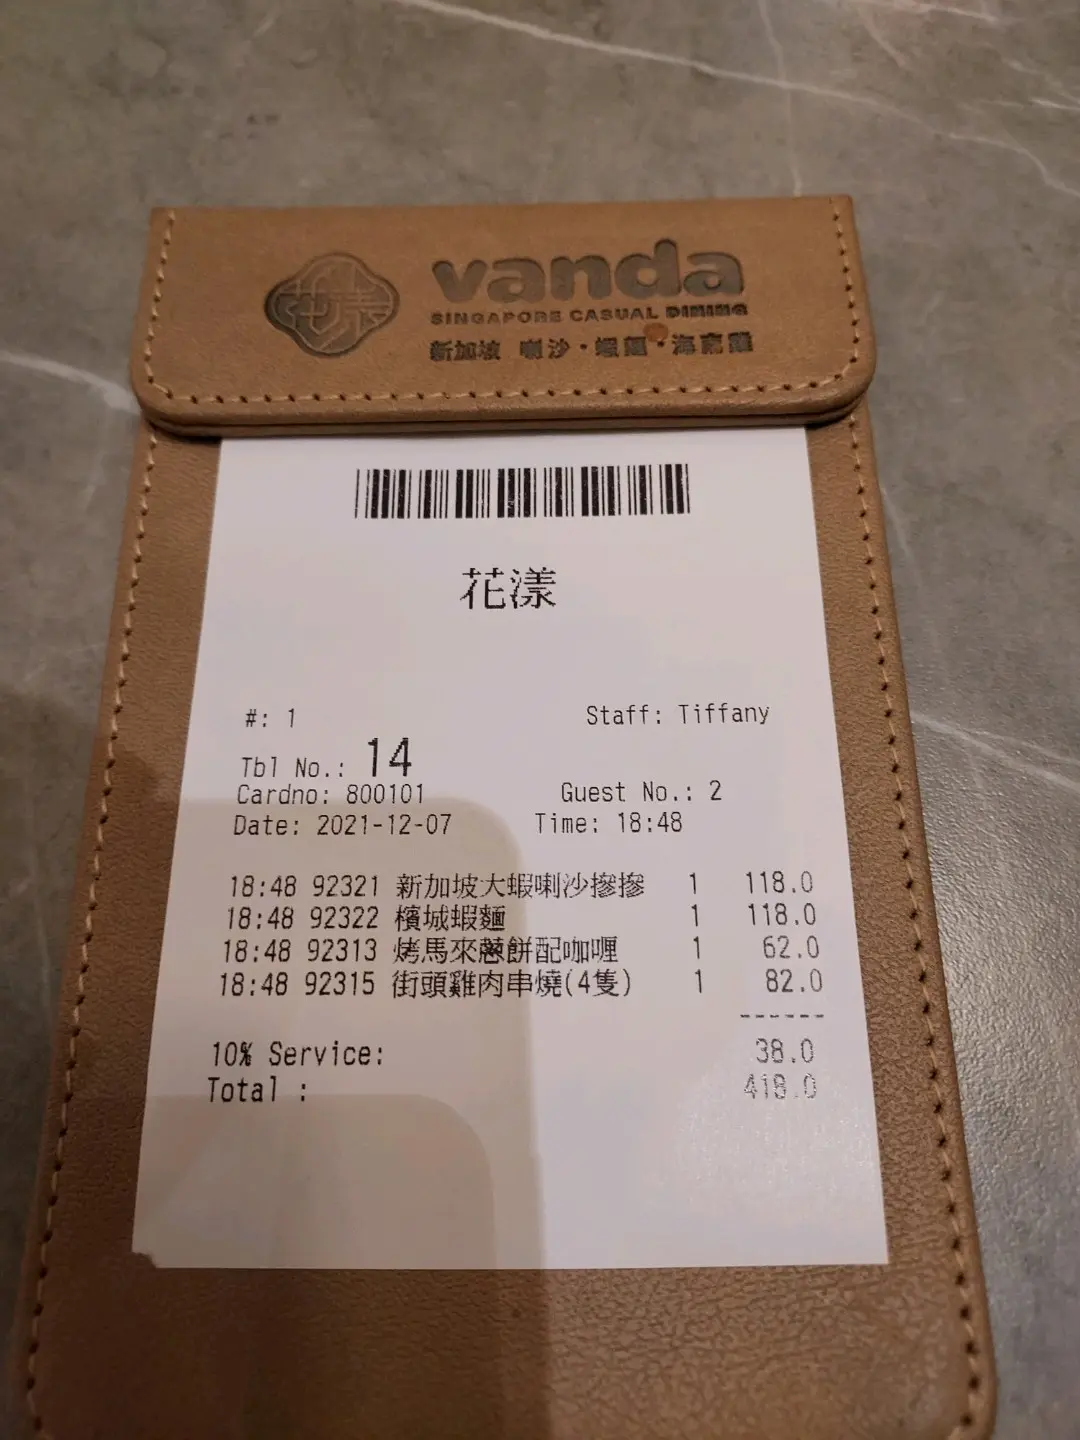 vanda
SINGAPORE CASUAL DINING
新加坡 喇沙·蝦麵·海南雞
花漾
#: 1 Staff: Tiffany
Tbl No.: 14
Cardno: 800101 Guest No.: 2
Date: 2021-12-07 Time: 18:48
18:48 92321 新加坡大蝦喇沙摻摻 1 118.0
18:48 92322 檳城蝦麵 1 118.0
18:48 92313 烤馬來蔥餅配咖喱 1 62.0
18:48 92315 街頭雞肉串燒(4隻) 1 82.0
------
10% Service: 38.0
Total : 418.0